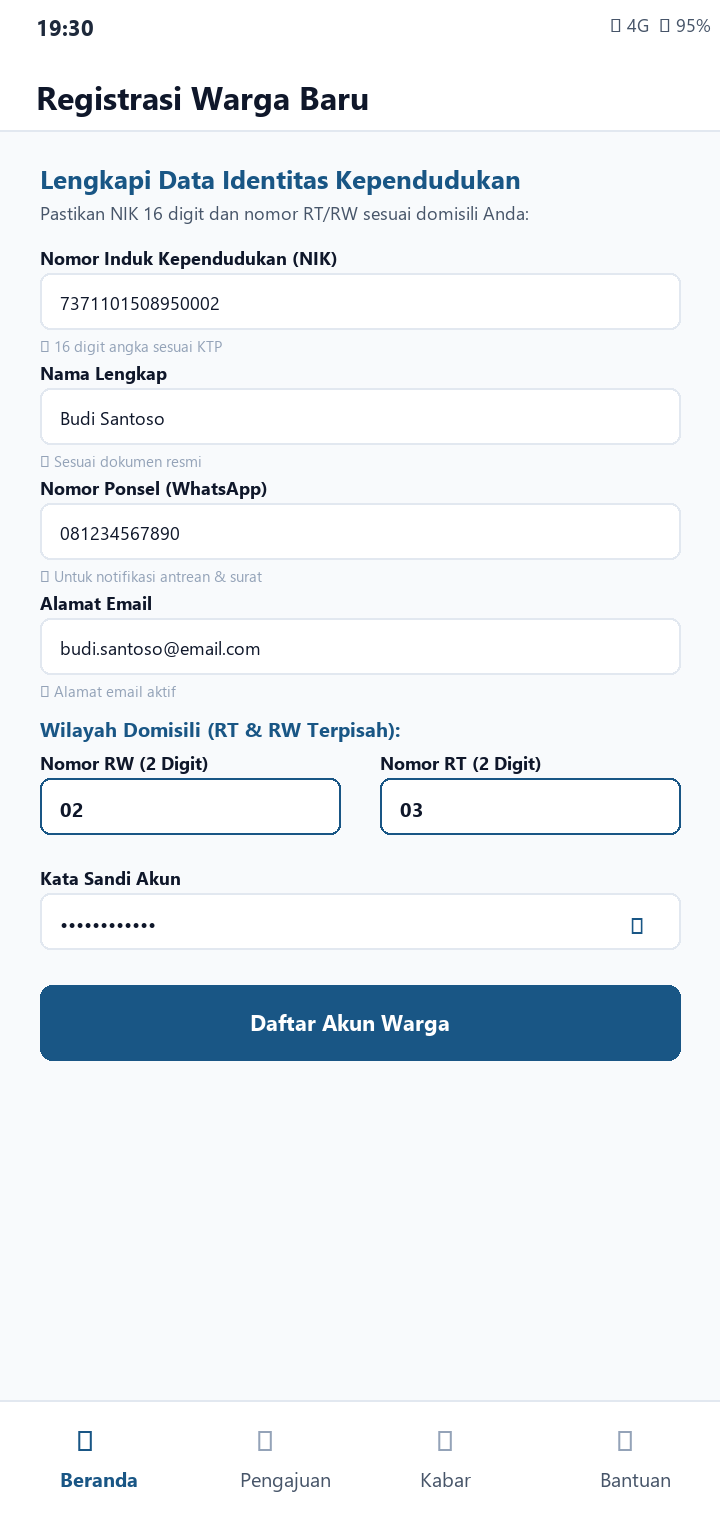 19:30
4G 95%
Registrasi Warga Baru
Lengkapi Data Identitas Kependudukan
Pastikan NIK 16 digit dan nomor RT/RW sesuai domisili Anda:
Nomor Induk Kependudukan (NIK)
7371101508950002
16 digit angka sesuai KTP
Nama Lengkap
Budi Santoso
Sesuai dokumen resmi
Nomor Ponsel (WhatsApp)
081234567890
Untuk notifikasi antrean & surat
Alamat Email
budi.santoso@email.com
Alamat email aktif
Wilayah Domisili (RT & RW Terpisah):
Nomor RW (2 Digit) Nomor RT (2 Digit)
02 03
Kata Sandi Akun
••••••••••••
Daftar Akun Warga
Beranda Pengajuan Kabar Bantuan